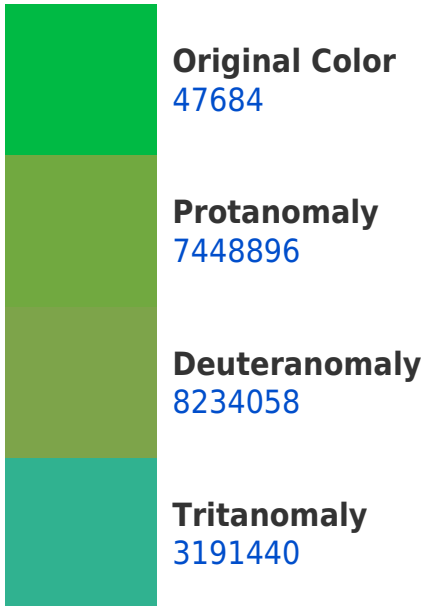 Original Color
47684
Protanomaly
7448896
Deuteranomaly
8234058
Tritanomaly
3191440